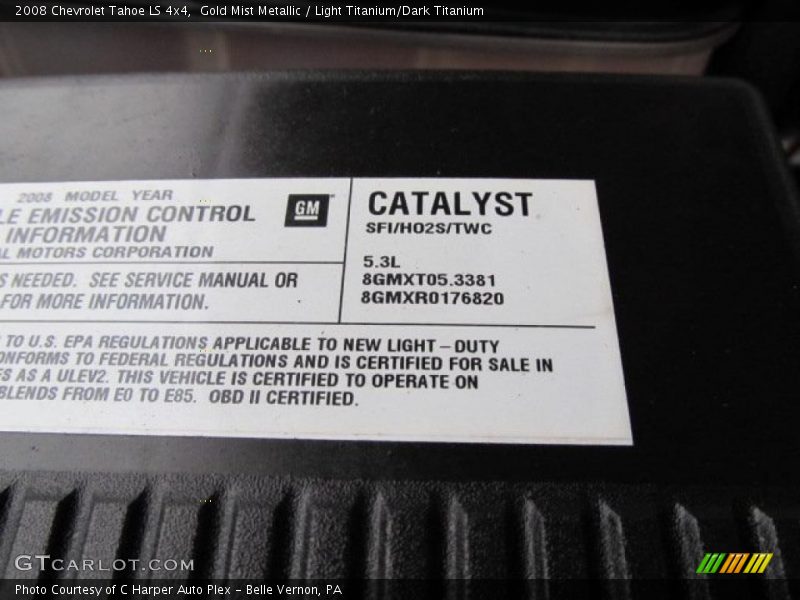 2008 Chevrolet Tahoe LS 4x4,  Gold Mist Metallic / Light Titanium/Dark Titanium
2008 MODEL YEAR
LE EMISSION CONTROL
INFORMATION
AL MOTORS CORPORATION
GM
S NEEDED. SEE SERVICE MANUAL OR
FOR MORE INFORMATION.
CATALYST
SFI/HO2S/TWC
5.3L
8GMXT05.3381
8GMXR0176820
TO U.S. EPA REGULATIONS APPLICABLE TO NEW LIGHT-DUTY
ONFORMS TO FEDERAL REGULATIONS AND IS CERTIFIED FOR SALE IN
ES AS A ULEV2. THIS VEHICLE IS CERTIFIED TO OPERATE ON
BLENDS FROM E0 TO E85. OBD II CERTIFIED.
GTCARLOT.COM
Photo Courtesy of C Harper Auto Plex - Belle Vernon, PA